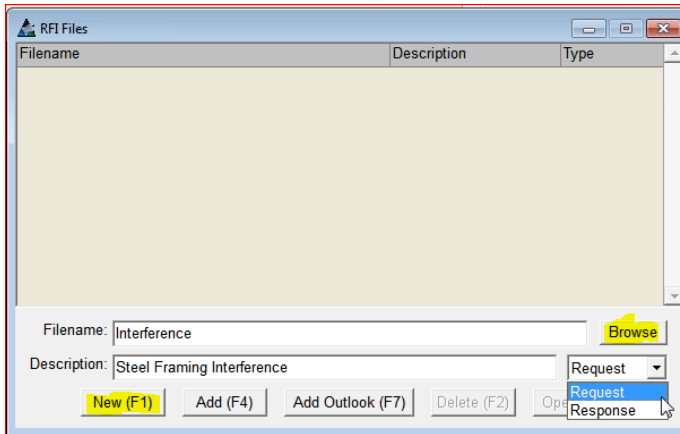 RFI Files
Filename Description Type
Filename: Interference Browse
Description: Steel Framing Interference Request
Request
Response
New (F1) Add (F4) Add Outlook (F7) Delete (F2)